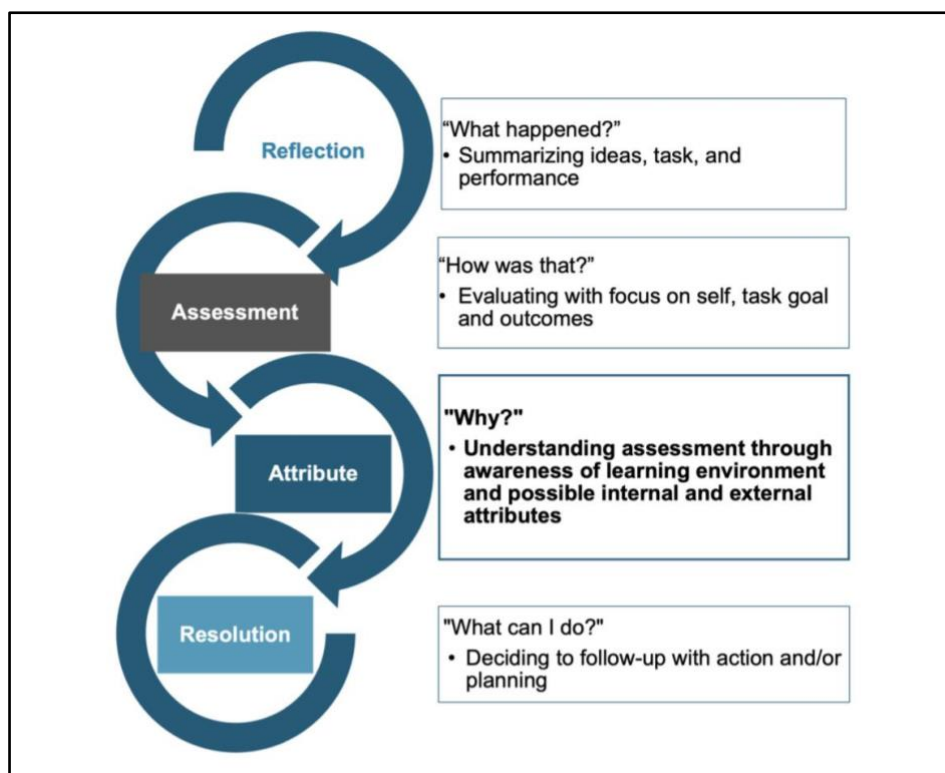 Reflection
“What happened?”
• Summarizing ideas, task, and
performance
Assessment
“How was that?”
• Evaluating with focus on self, task goal
and outcomes
Attribute
"Why?"
• Understanding assessment through
awareness of learning environment
and possible internal and external
attributes
Resolution
"What can I do?"
• Deciding to follow-up with action and/or
planning